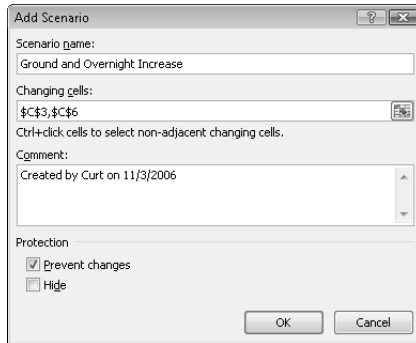 Add Scenario
Scenario name:
Ground and Overnight Increase
Changing cells:
$C$3,$C$6
Ctrl+click cells to select non-adjacent changing cells.
Comment:
Created by Curt on 11/3/2006
Protection
Prevent changes
Hide
OK Cancel